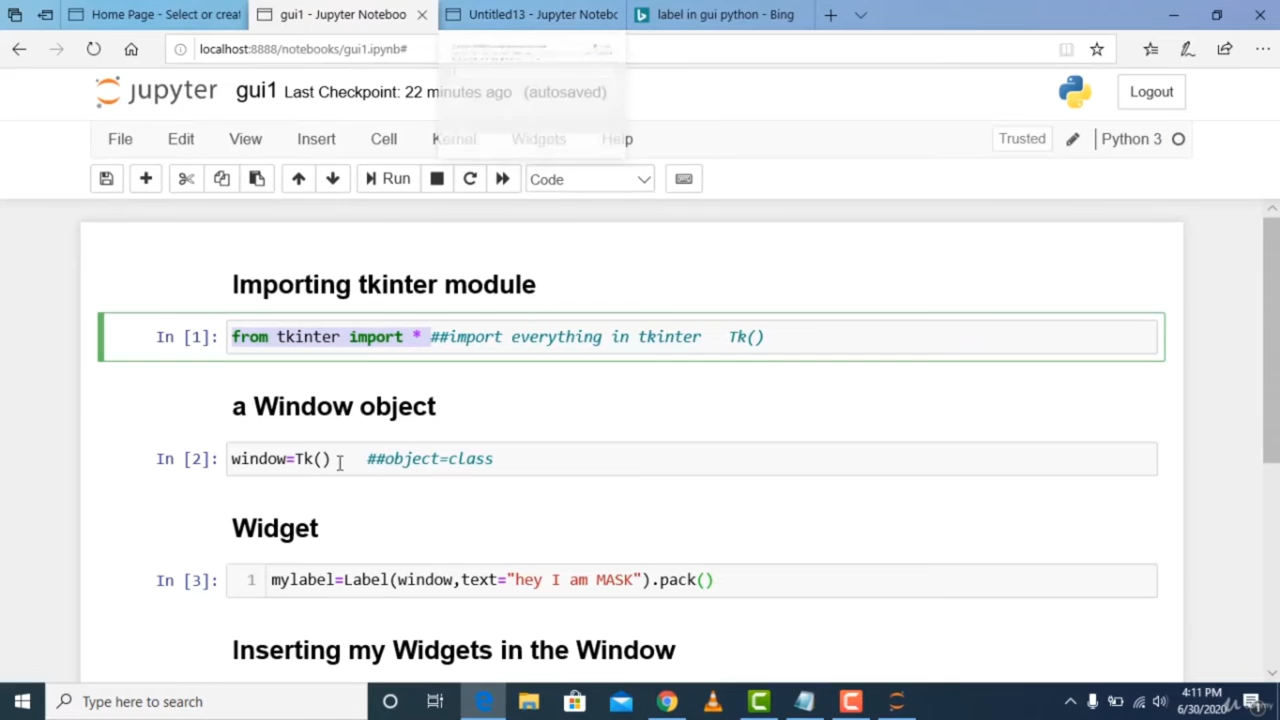 Home Page - Select or creat
gui1 - Jupyter Noteboo
Untitled13 - Jupyter Notebo
label in gui python - Bing
localhost:8888/notebooks/gui1.ipynb#
jupyter gui1 Last Checkpoint: 22 minutes ago (autosaved)
Logout
File Edit View Insert Cell Kernel Widgets Help
Trusted Python 3
Run Code
Importing tkinter module
In [1]: from tkinter import * ##import everything in tkinter Tk()
a Window object
In [2]: window=Tk() ##object=class
Widget
In [3]: 1 mylabel=Label(window,text="hey I am MASK").pack()
Inserting my Widgets in the Window
Type here to search
4:11 PM
6/30/2020